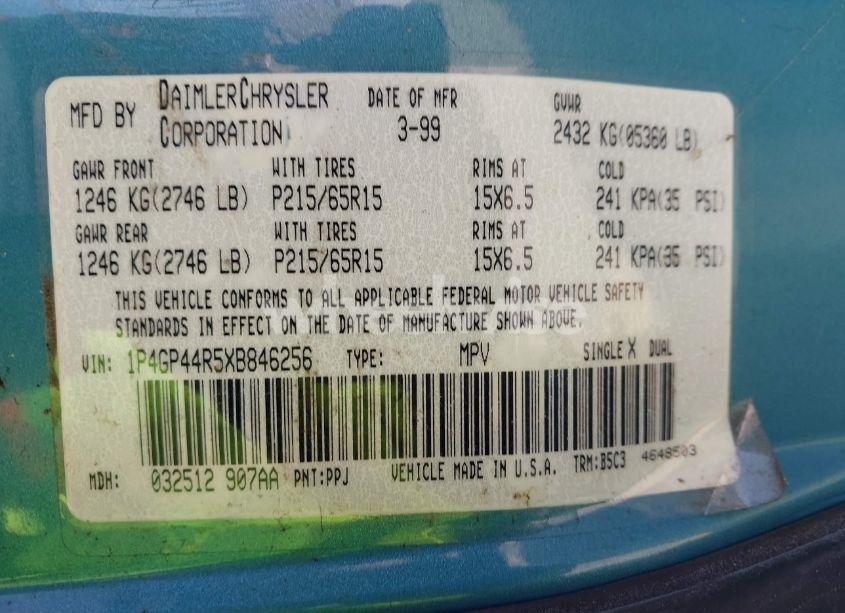 MFD BY DAIMLERCHRYSLER CORPORATION DATE OF MFR 3-99 GVWR 2432 KG(05360 LB)
GAWR FRONT WITH TIRES RIMS AT COLD
1246 KG(2746 LB) P215/65R15 15X6.5 241 KPA(35 PSI)
GAWR REAR WITH TIRES RIMS AT COLD
1246 KG(2746 LB) P215/65R15 15X6.5 241 KPA(35 PSI)
THIS VEHICLE CONFORMS TO ALL APPLICABLE FEDERAL MOTOR VEHICLE SAFETY
STANDARDS IN EFFECT ON THE DATE OF MANUFACTURE SHOWN ABOVE.
VIN: 1P4GP44R5XB846256 TYPE: MPV SINGLE X DUAL
MDH: 032512 907AA PNT:PPJ VEHICLE MADE IN U.S.A. TRM:B5C3 4648503